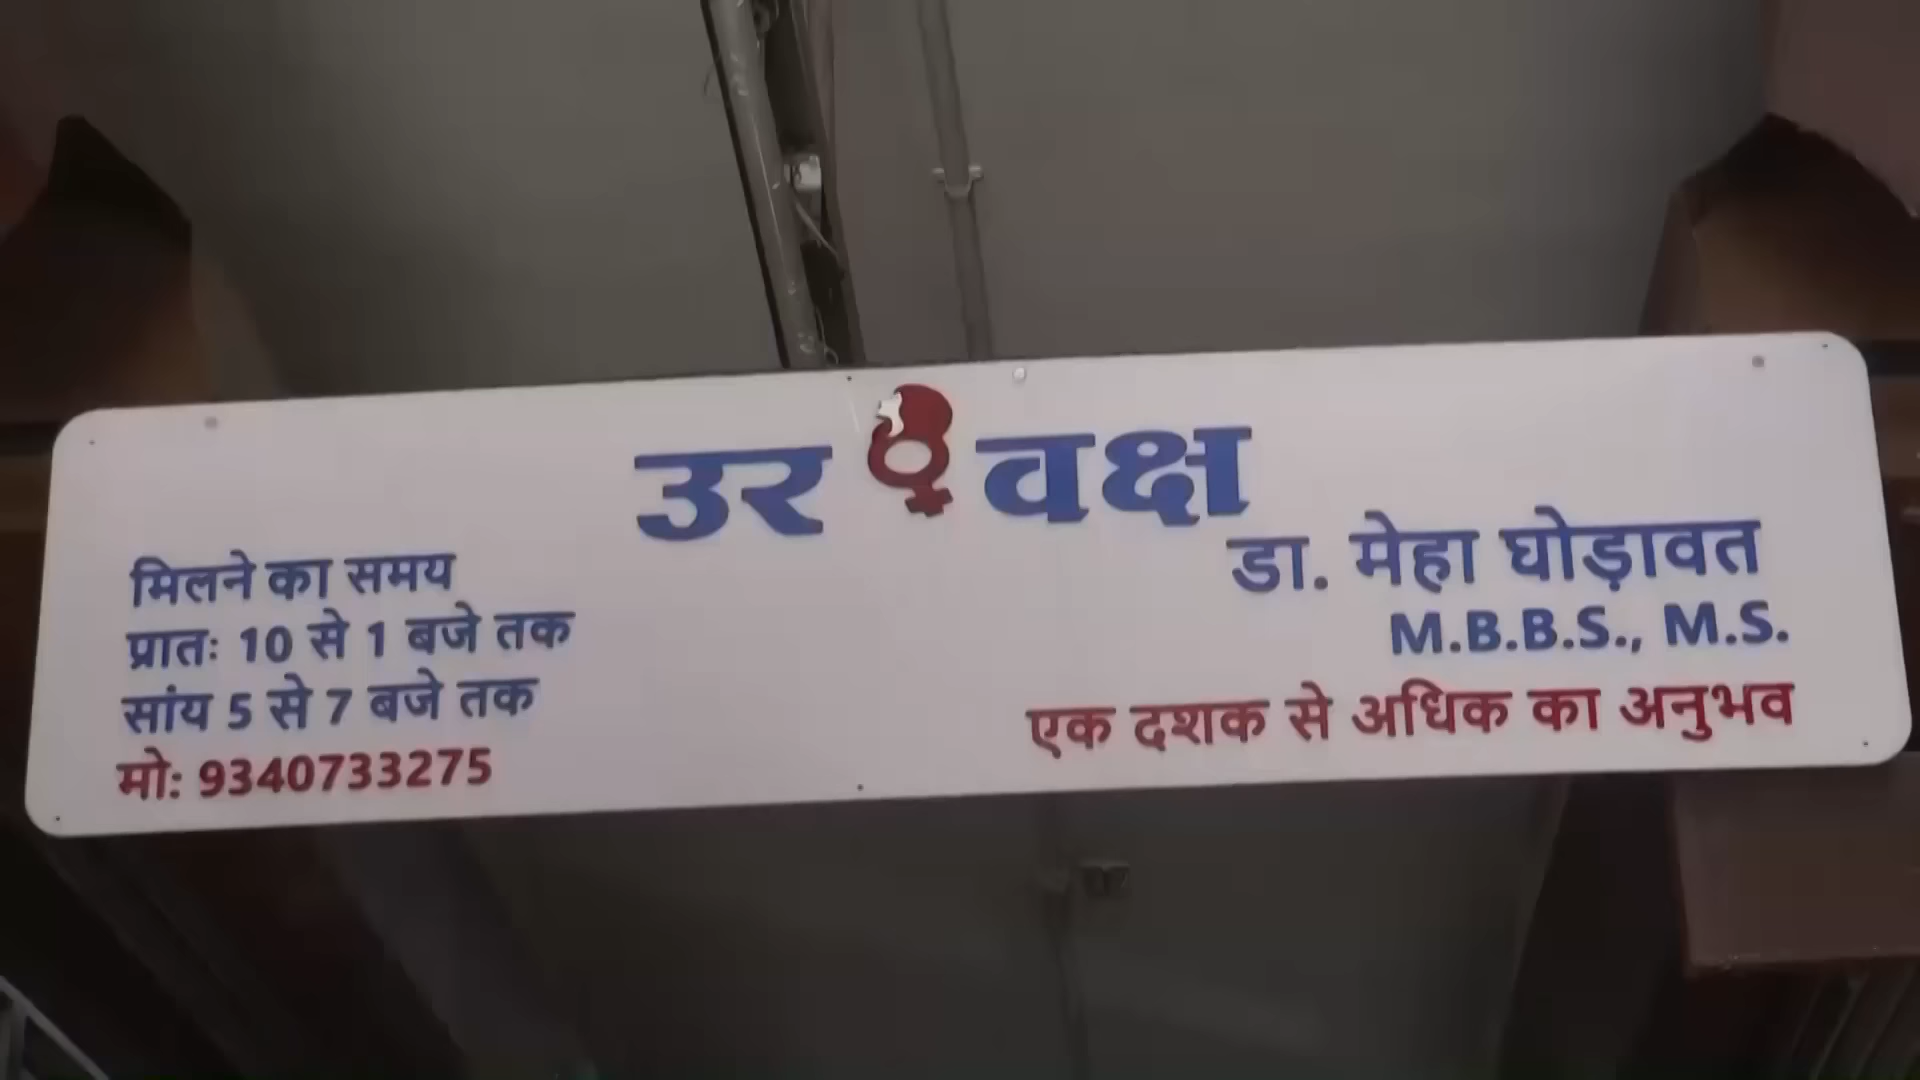 उर वक्ष
मिलने का समय
प्रातः 10 से 1 बजे तक
सांय 5 से 7 बजे तक
मो: 9340733275
डा. मेहा घोड़ावत
M.B.B.S., M.S.
एक दशक से अधिक का अनुभव